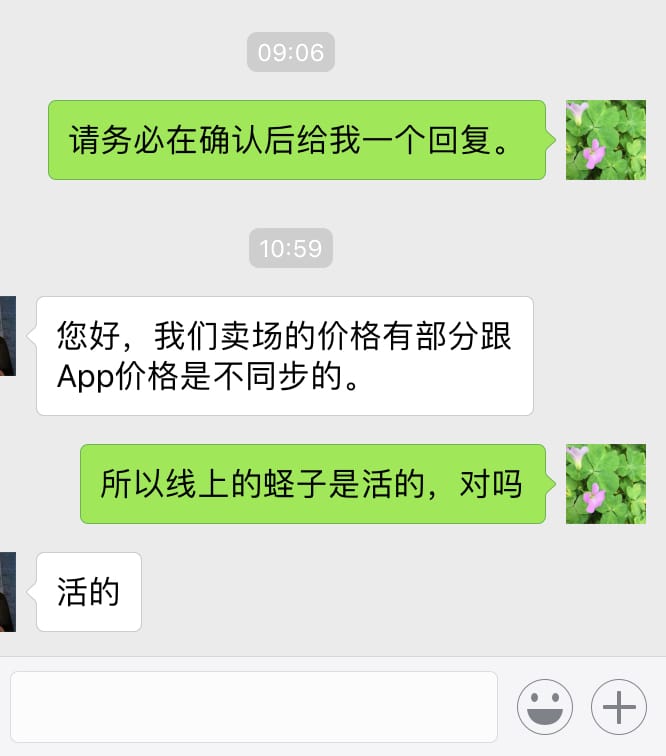 09:06
请务必在确认后给我一个回复。
10:59
您好，我们卖场的价格有部分跟
App价格是不同步的。
所以线上的蛏子是活的，对吗
活的